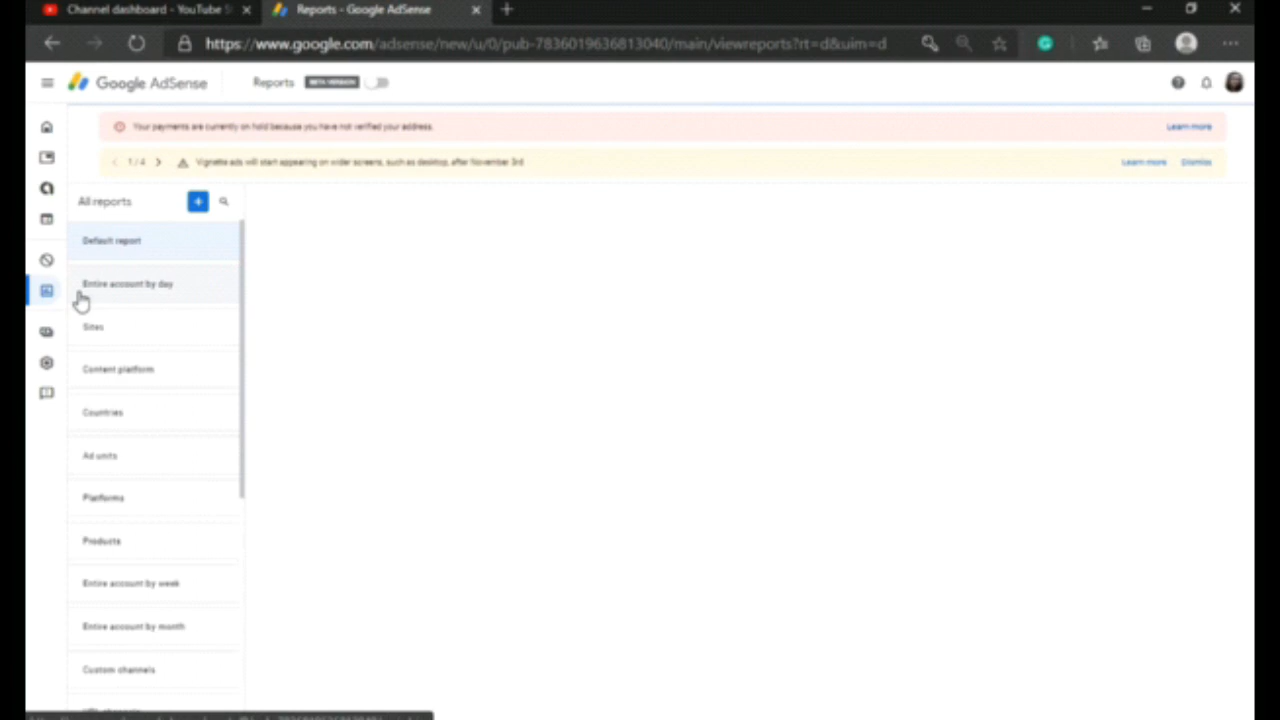 Channel dashboard - YouTube S
Reports - Google AdSense
https://www.google.com/adsense/new/u/0/pub-7836019636813040/main/viewreports?rt=d&uim=d
Google AdSense
Reports
BETA VERSION
Your payments are currently on hold because you have not verified your address.
Learn more
1 / 4
Vignette ads will start appearing on wider screens, such as desktop, after November 3rd
Learn more
Dismiss
All reports
Default report
Entire account by day
Sites
Content platform
Countries
Ad units
Platforms
Products
Entire account by week
Entire account by month
Custom channels